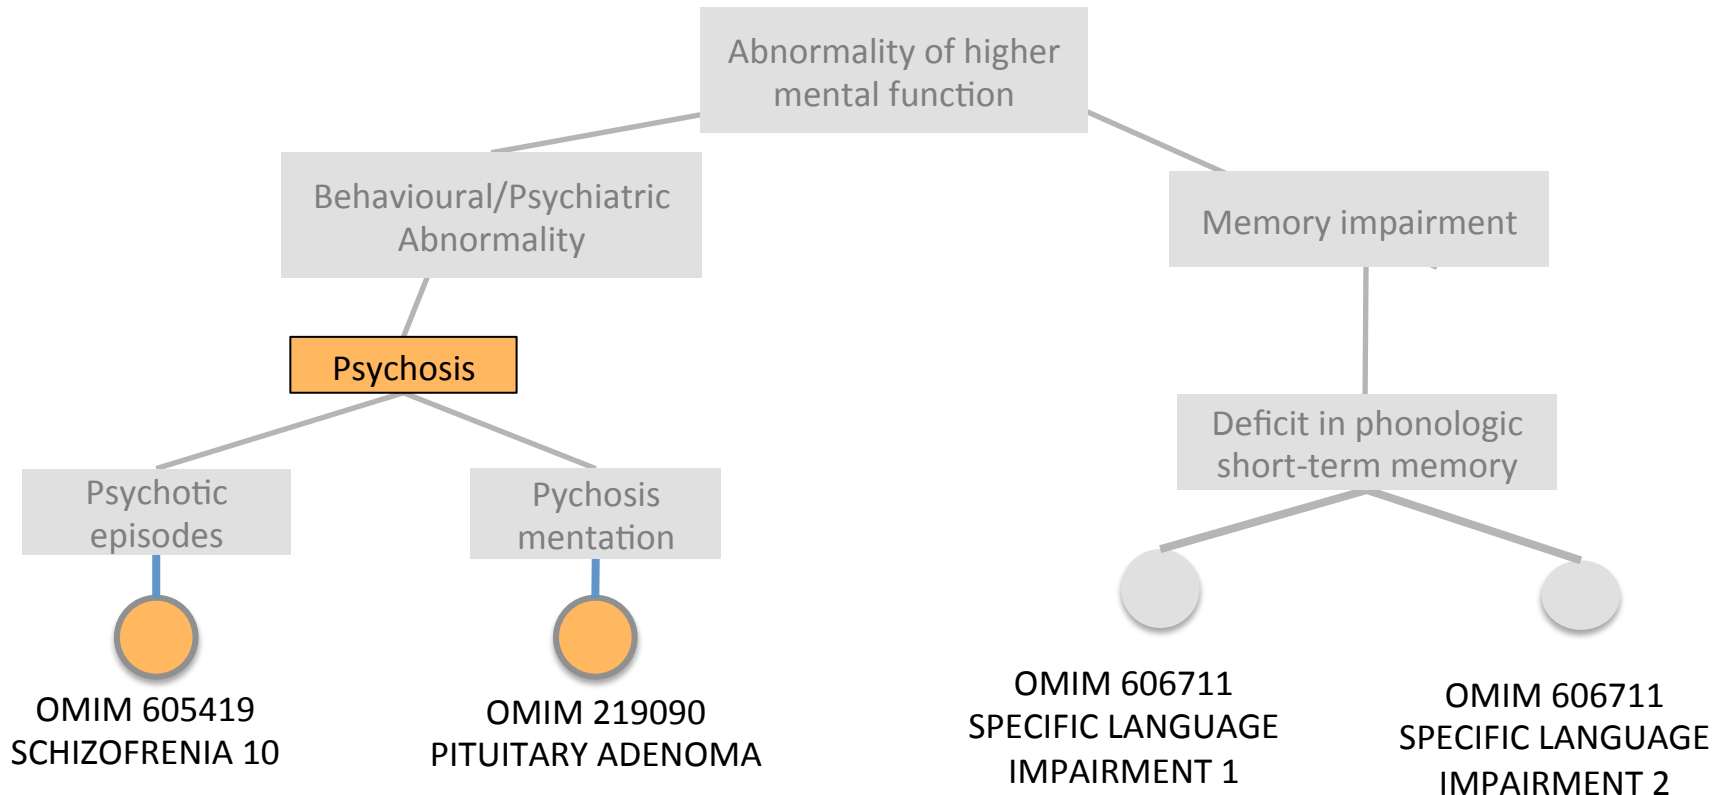 Abnormality of higher
mental function
Behavioural/Psychiatric
Abnormality
Memory impairment
Psychosis
Deficit in phonologic
short-term memory
Psychotic
episodes
Pychosis
mentation
OMIM 605419
SCHIZOFRENIA 10
OMIM 219090
PITUITARY ADENOMA
OMIM 606711
SPECIFIC LANGUAGE
IMPAIRMENT 1
OMIM 606711
SPECIFIC LANGUAGE
IMPAIRMENT 2